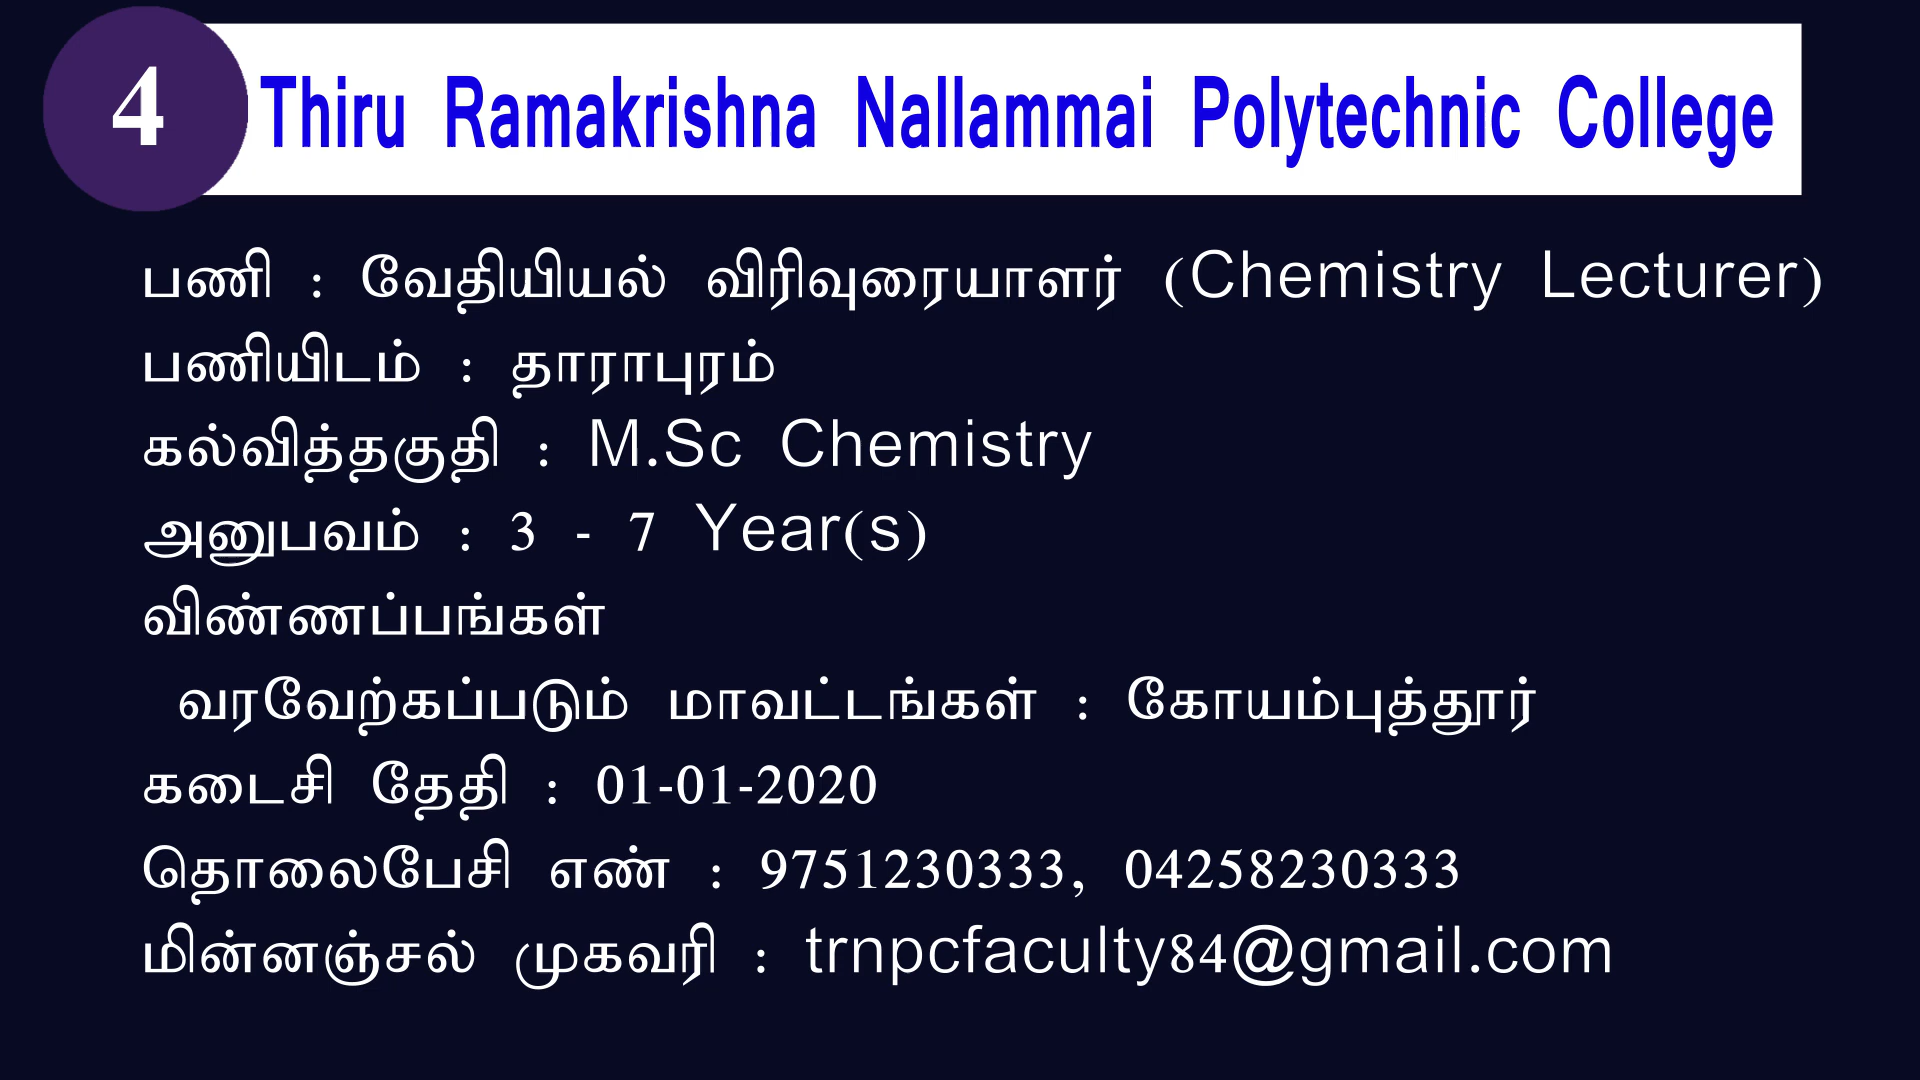 4
Thiru Ramakrishna Nallammai Polytechnic College
பணி : வேதியியல் விரிவுரையாளர் (Chemistry Lecturer)
பணியிடம் : தாராபுரம்
கல்வித்தகுதி : M.Sc Chemistry
அனுபவம் : 3 - 7 Year(s)
விண்ணப்பங்கள்
வரவேற்கப்படும் மாவட்டங்கள் : கோயம்புத்தூர்
கடைசி தேதி : 01-01-2020
தொலைபேசி எண் : 9751230333, 04258230333
மின்னஞ்சல் முகவரி : trnpcfaculty84@gmail.com